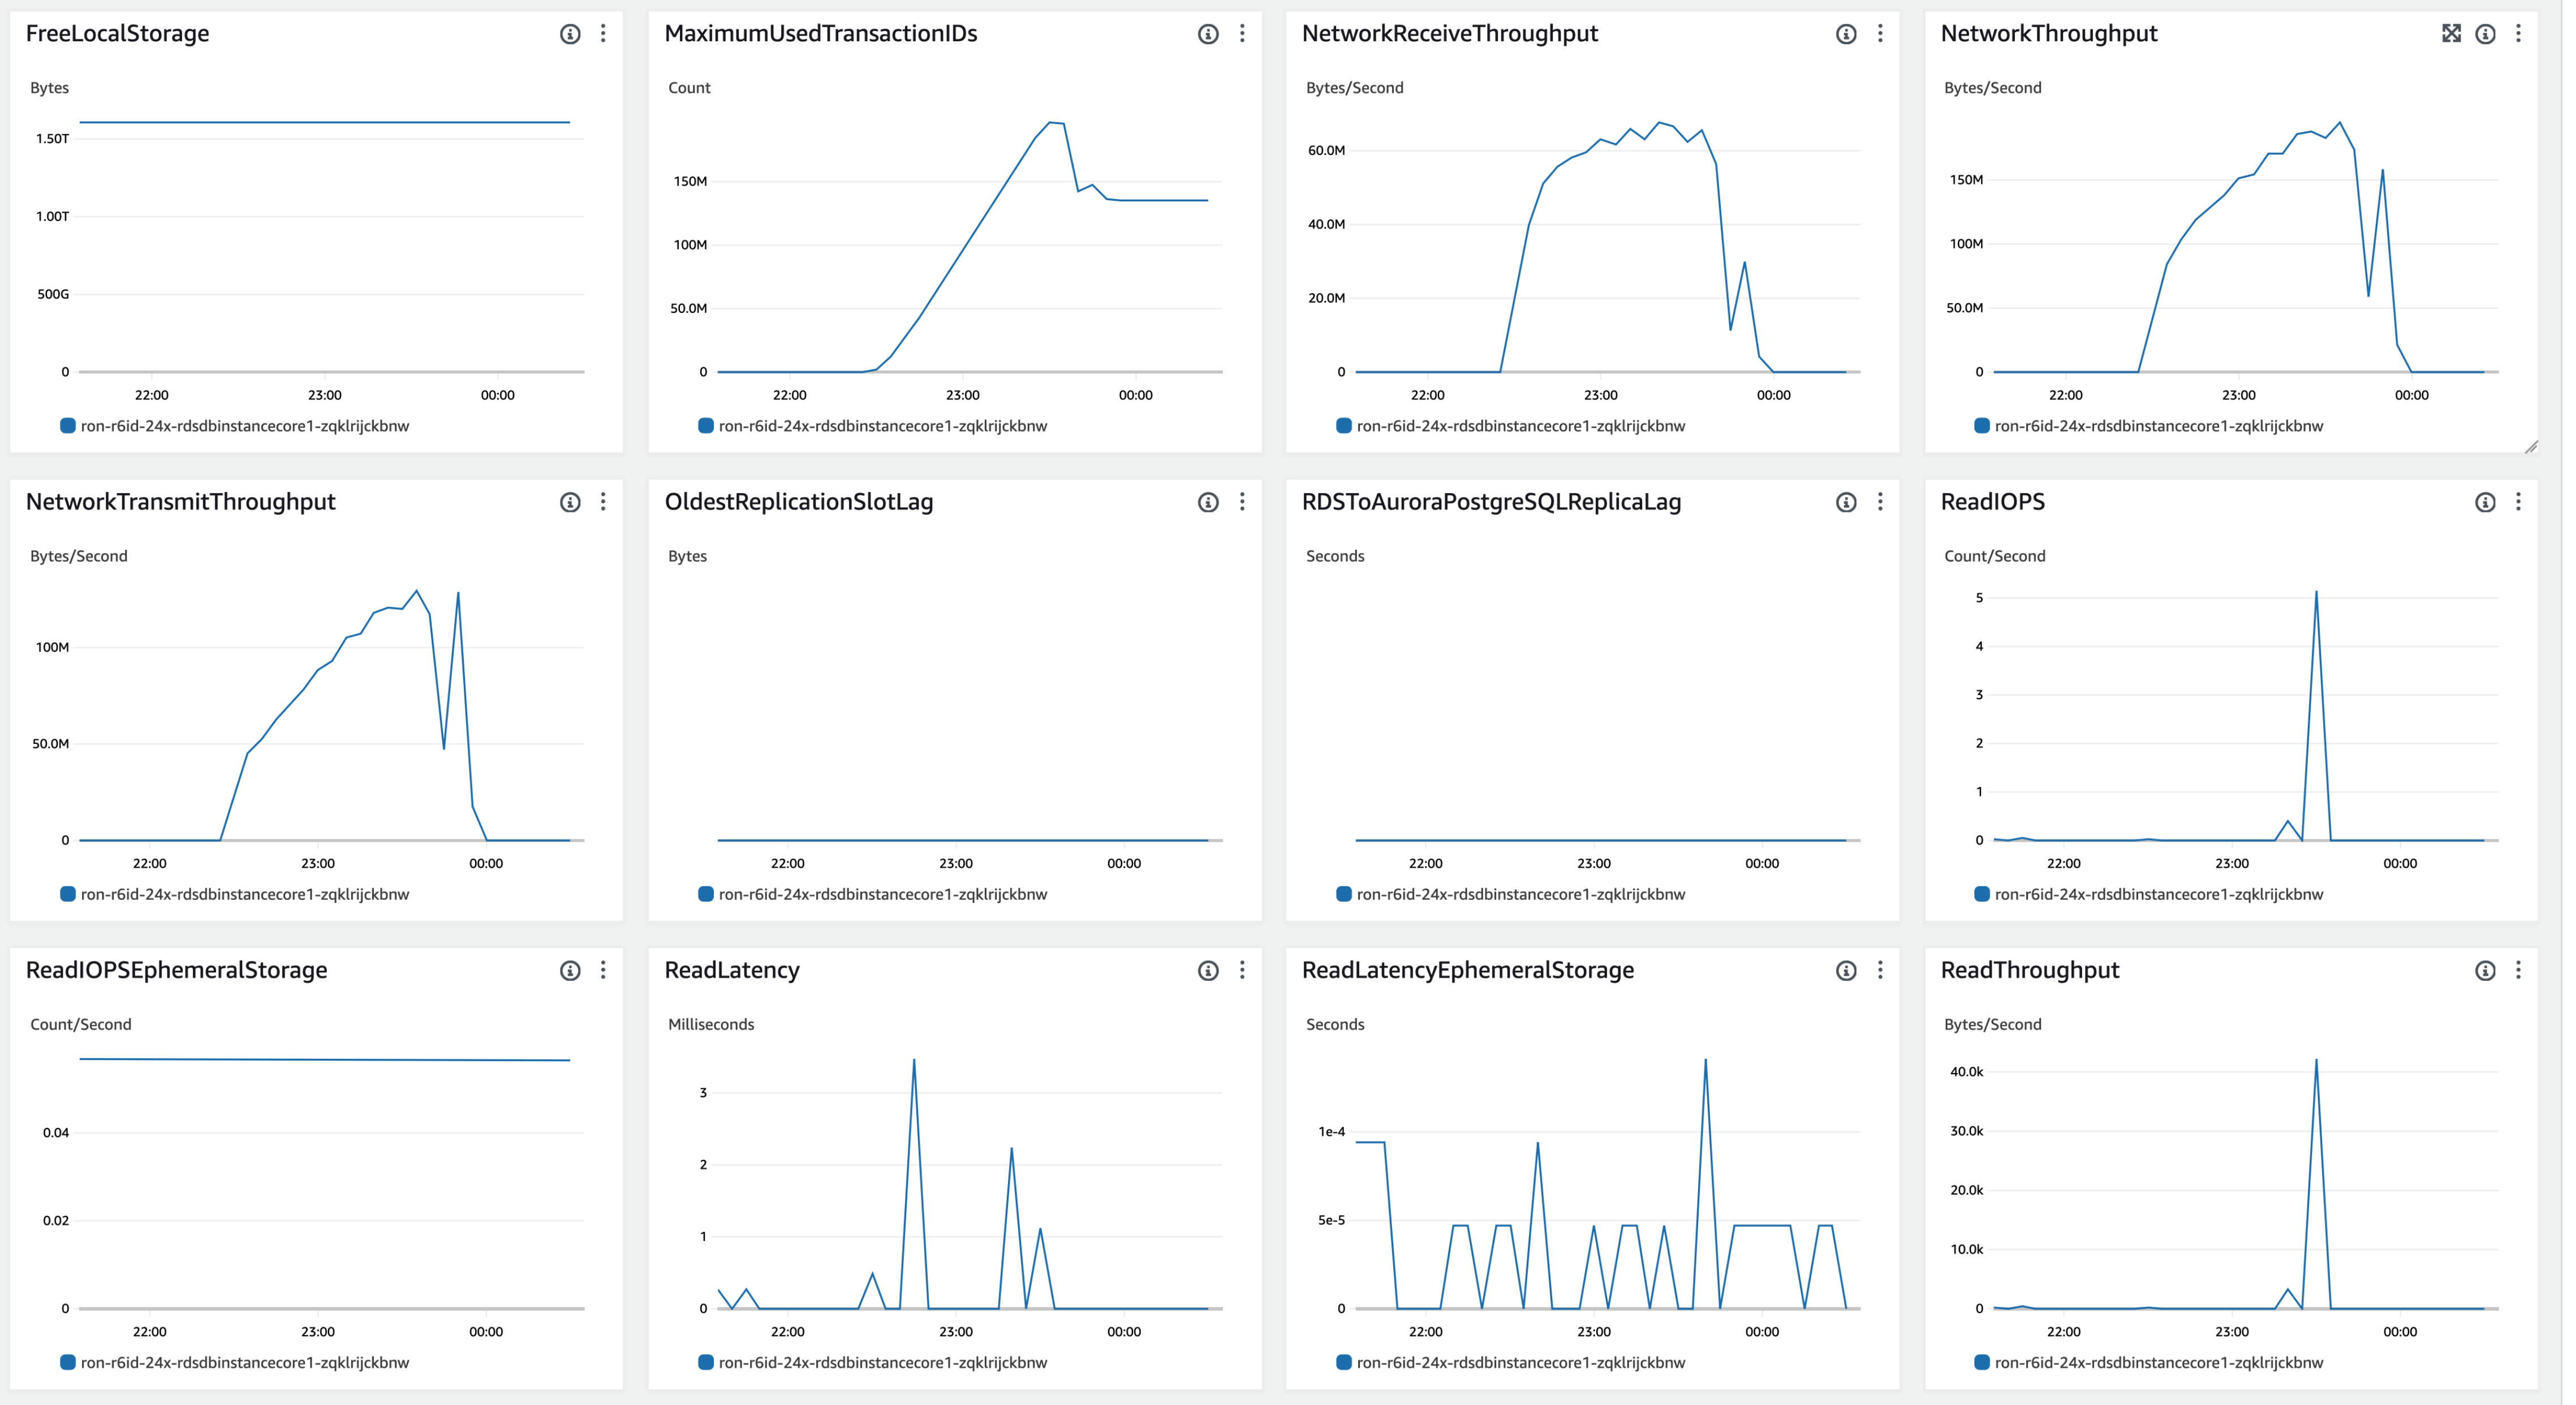 FreeLocalStorage
Bytes
1.50T
1.00T
500G
0
22:00 23:00 00:00
ron-r6id-24x-rdsdbinstancecore1-zqklrijckbnw
MaximumUsedTransactionIDs
Count
150M
100M
50.0M
0
22:00 23:00 00:00
ron-r6id-24x-rdsdbinstancecore1-zqklrijckbnw
NetworkReceiveThroughput
Bytes/Second
60.0M
40.0M
20.0M
0
22:00 23:00 00:00
ron-r6id-24x-rdsdbinstancecore1-zqklrijckbnw
NetworkThroughput
Bytes/Second
150M
100M
50.0M
0
22:00 23:00 00:00
ron-r6id-24x-rdsdbinstancecore1-zqklrijckbnw
NetworkTransmitThroughput
Bytes/Second
100M
50.0M
0
22:00 23:00 00:00
ron-r6id-24x-rdsdbinstancecore1-zqklrijckbnw
OldestReplicationSlotLag
Bytes
22:00 23:00 00:00
ron-r6id-24x-rdsdbinstancecore1-zqklrijckbnw
RDSToAuroraPostgreSQLReplicaLag
Seconds
22:00 23:00 00:00
ron-r6id-24x-rdsdbinstancecore1-zqklrijckbnw
ReadIOPS
Count/Second
5
4
3
2
1
0
22:00 23:00 00:00
ron-r6id-24x-rdsdbinstancecore1-zqklrijckbnw
ReadIOPSEphemeralStorage
Count/Second
0.04
0.02
0
22:00 23:00 00:00
ron-r6id-24x-rdsdbinstancecore1-zqklrijckbnw
ReadLatency
Milliseconds
3
2
1
0
22:00 23:00 00:00
ron-r6id-24x-rdsdbinstancecore1-zqklrijckbnw
ReadLatencyEphemeralStorage
Seconds
1e-4
5e-5
0
22:00 23:00 00:00
ron-r6id-24x-rdsdbinstancecore1-zqklrijckbnw
ReadThroughput
Bytes/Second
40.0k
30.0k
20.0k
10.0k
0
22:00 23:00 00:00
ron-r6id-24x-rdsdbinstancecore1-zqklrijckbnw